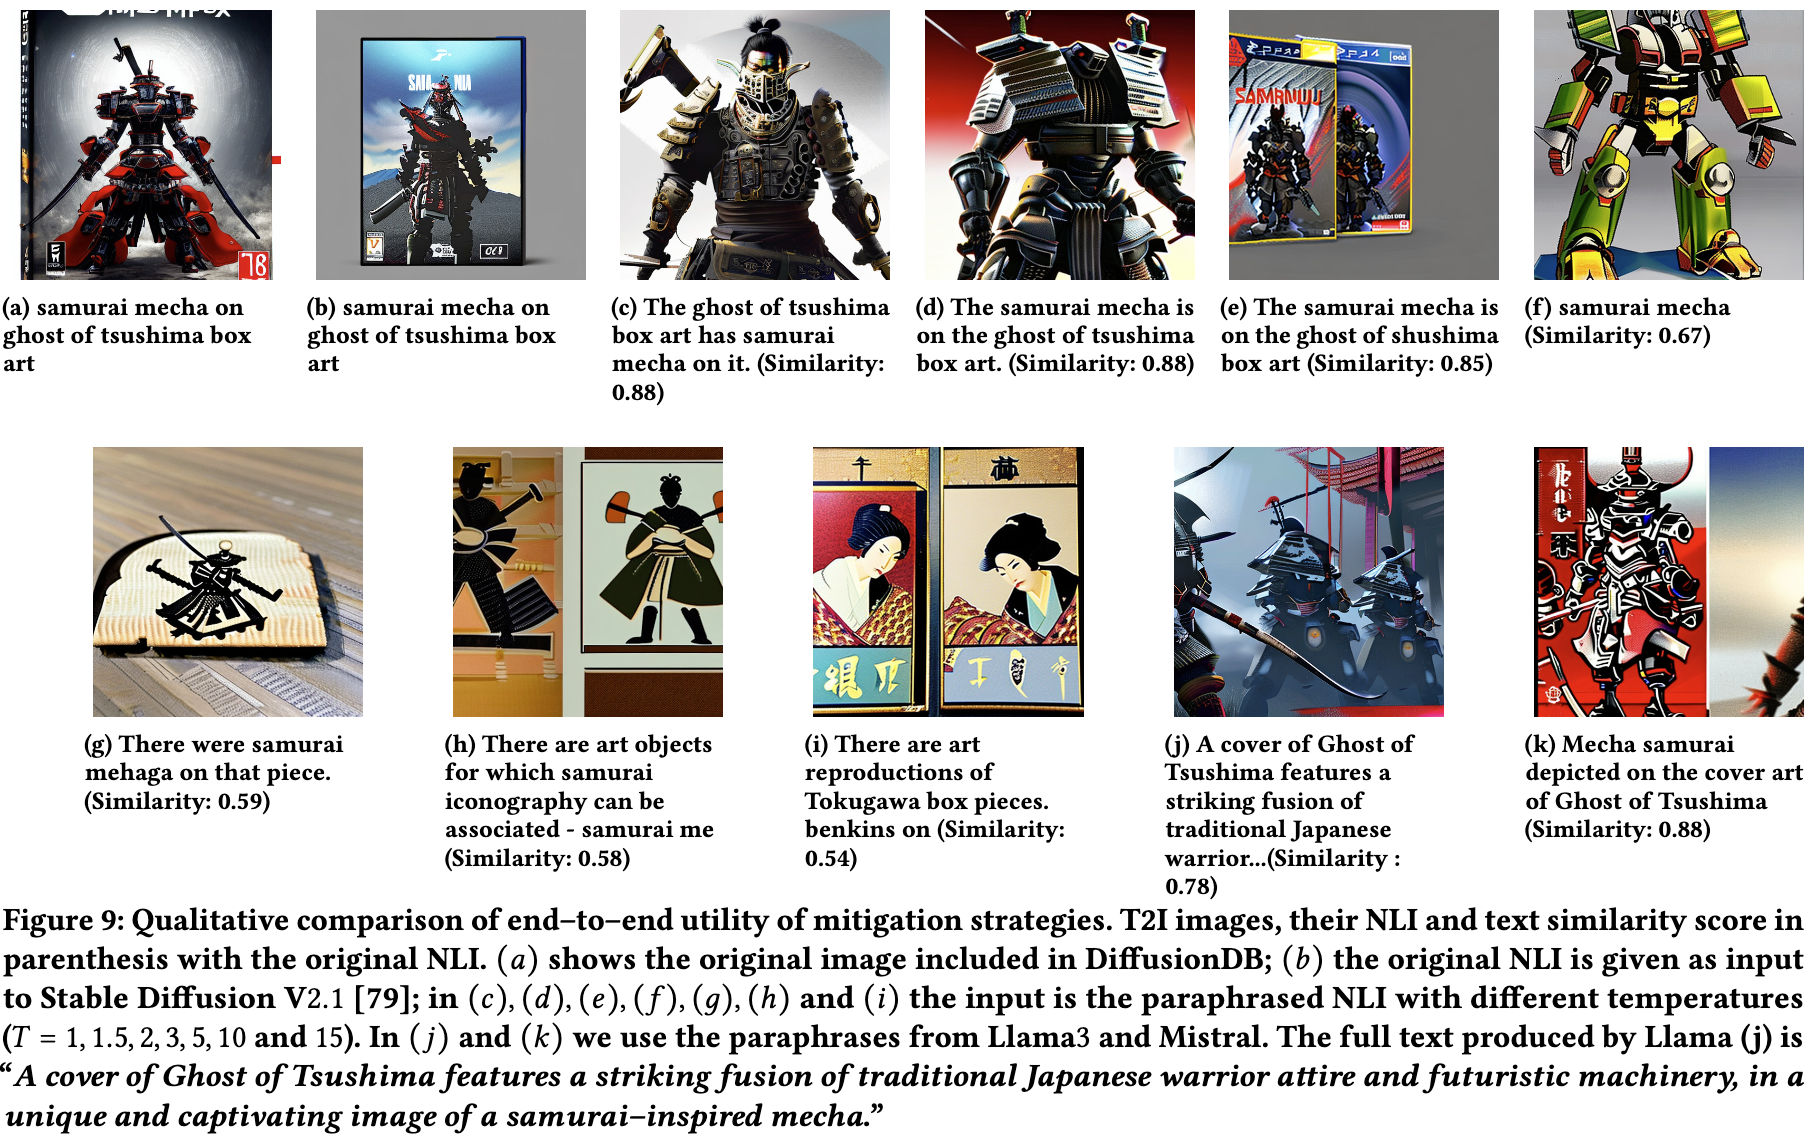 SAMRNUJ
(a) samurai mecha on
ghost of tsushima box
art
(b) samurai mecha on
ghost of tsushima box
art
(c) The ghost of tsushima
box art has samurai
mecha on it. (Similarity:
0.88)
(d) The samurai mecha is
on the ghost of tsushima
box art. (Similarity: 0.88)
(e) The samurai mecha is
on the ghost of shushima
box art (Similarity: 0.85)
(f) samurai mecha
(Similarity: 0.67)
(g) There were samurai
mehaga on that piece.
(Similarity: 0.59)
(h) There are art objects
for which samurai
iconography can be
associated - samurai me
(Similarity: 0.58)
(i) There are art
reproductions of
Tokugawa box pieces.
benkins on (Similarity:
0.54)
(j) A cover of Ghost of
Tsushima features a
striking fusion of
traditional Japanese
warrior...(Similarity :
0.78)
(k) Mecha samurai
depicted on the cover art
of Ghost of Tsushima
(Similarity: 0.88)
Figure 9: Qualitative comparison of end–to–end utility of mitigation strategies. T2I images, their NLI and text similarity score in
parenthesis with the original NLI. (a) shows the original image included in DiffusionDB; (b) the original NLI is given as input
to Stable Diffusion V2.1 [79]; in (c), (d), (e), (f), (g), (h) and (i) the input is the paraphrased NLI with different temperatures
(T = 1, 1.5, 2, 3, 5, 10 and 15). In (j) and (k) we use the paraphrases from Llama3 and Mistral. The full text produced by Llama (j) is
“A cover of Ghost of Tsushima features a striking fusion of traditional Japanese warrior attire and futuristic machinery, in a
unique and captivating image of a samurai–inspired mecha.”